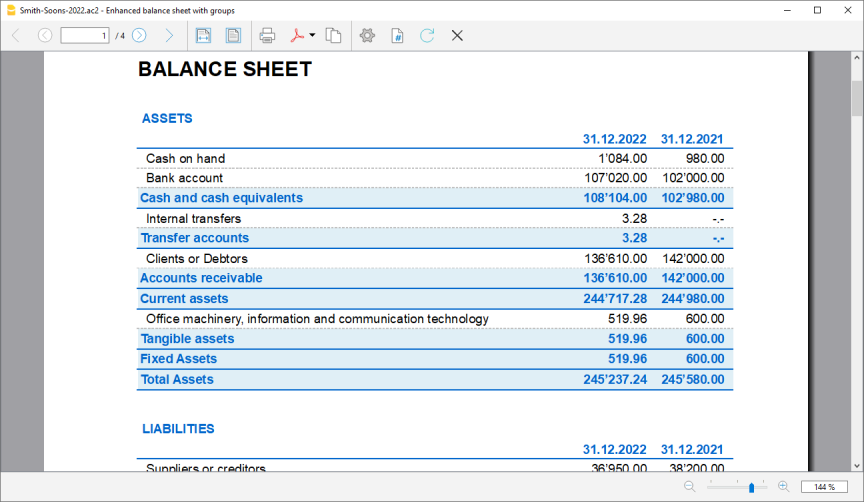 Smith-Soons-2022.ac2 - Enhanced balance sheet with groups
1 / 4
BALANCE SHEET
ASSETS
31.12.2022 31.12.2021
Cash on hand 1'084.00 980.00
Bank account 107'020.00 102'000.00
Cash and cash equivalents 108'104.00 102'980.00
Internal transfers 3.28 -.-
Transfer accounts 3.28 -.-
Clients or Debtors 136'610.00 142'000.00
Accounts receivable 136'610.00 142'000.00
Current assets 244'717.28 244'980.00
Office machinery, information and communication technology 519.96 600.00
Tangible assets 519.96 600.00
Fixed Assets 519.96 600.00
Total Assets 245'237.24 245'580.00
LIABILITIES
31.12.2022 31.12.2021
Suppliers or creditors 36'950.00 38'200.00
144 %